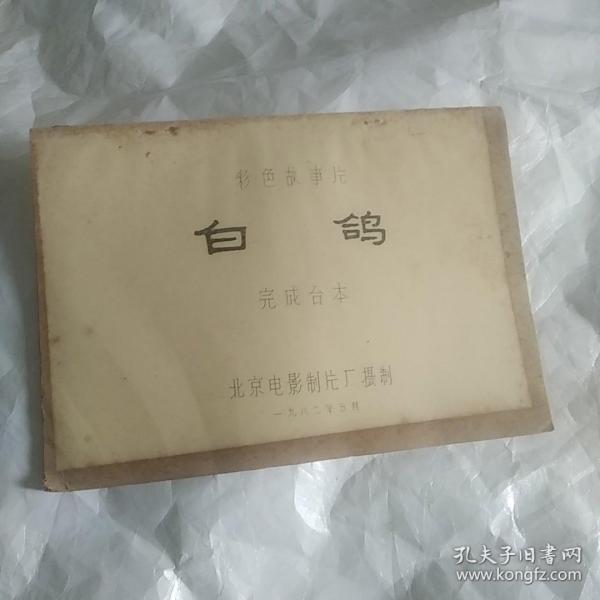 彩色故事片
白鸽
完成台本
北京电影制片厂摄制
一九八二年五月
孔夫子旧书网
www.kongfz.com